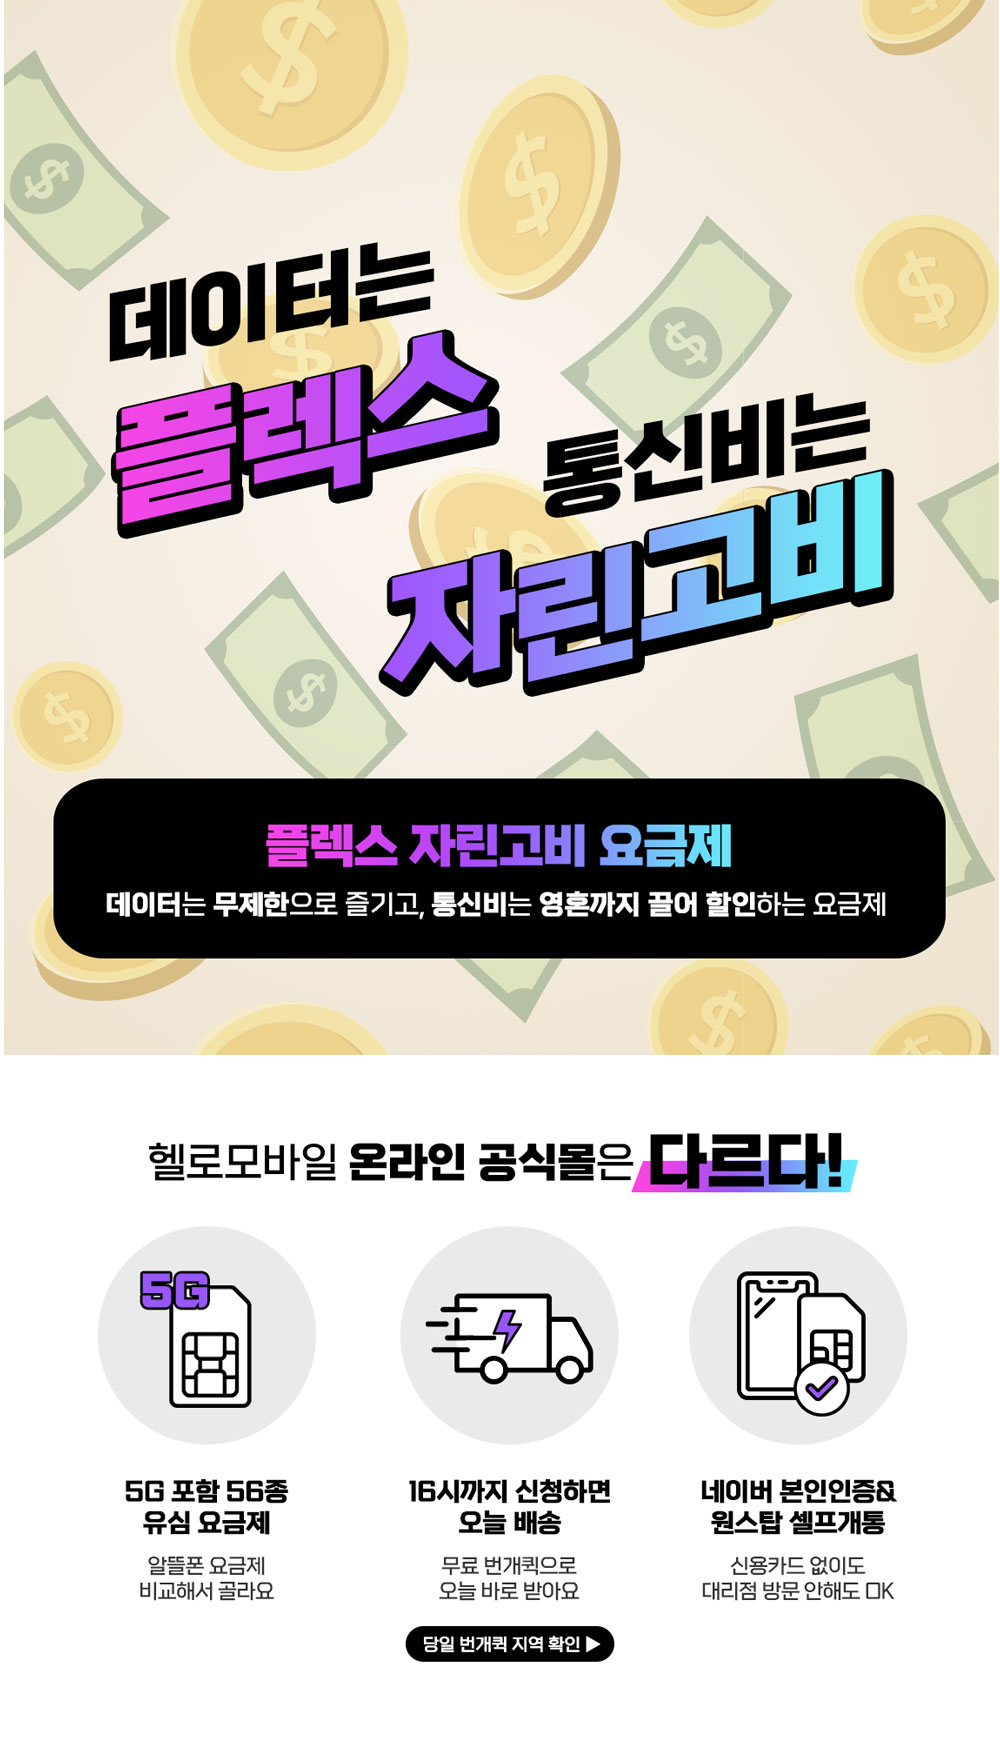 데이터는
플렉스
통신비는
자린고비
플렉스 자린고비 요금제
데이터는 무제한으로 즐기고, 통신비는 영혼까지 끌어 할인하는 요금제
헬로모바일 온라인 공식몰은 다르다!
5G
5G 포함 56종
유심 요금제
알뜰폰 요금제
비교해서 골라요
16시까지 신청하면
오늘 배송
무료 번개퀵으로
오늘 바로 받아요
당일 번개퀵 지역 확인 ▶
네이버 본인인증&
원스탑 셀프개통
신용카드 없이도
대리점 방문 안해도 OK